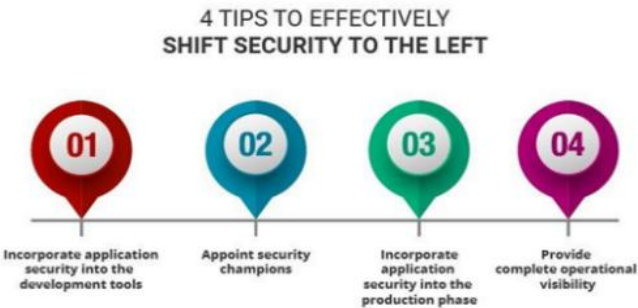 4 TIPS TO EFFECTIVELY
SHIFT SECURITY TO THE LEFT
01
02
03
04
Incorporate application
security into the
development tools
Appoint security
champions
Incorporate
application
security into the
production phase
Provide
complete operational
visibility